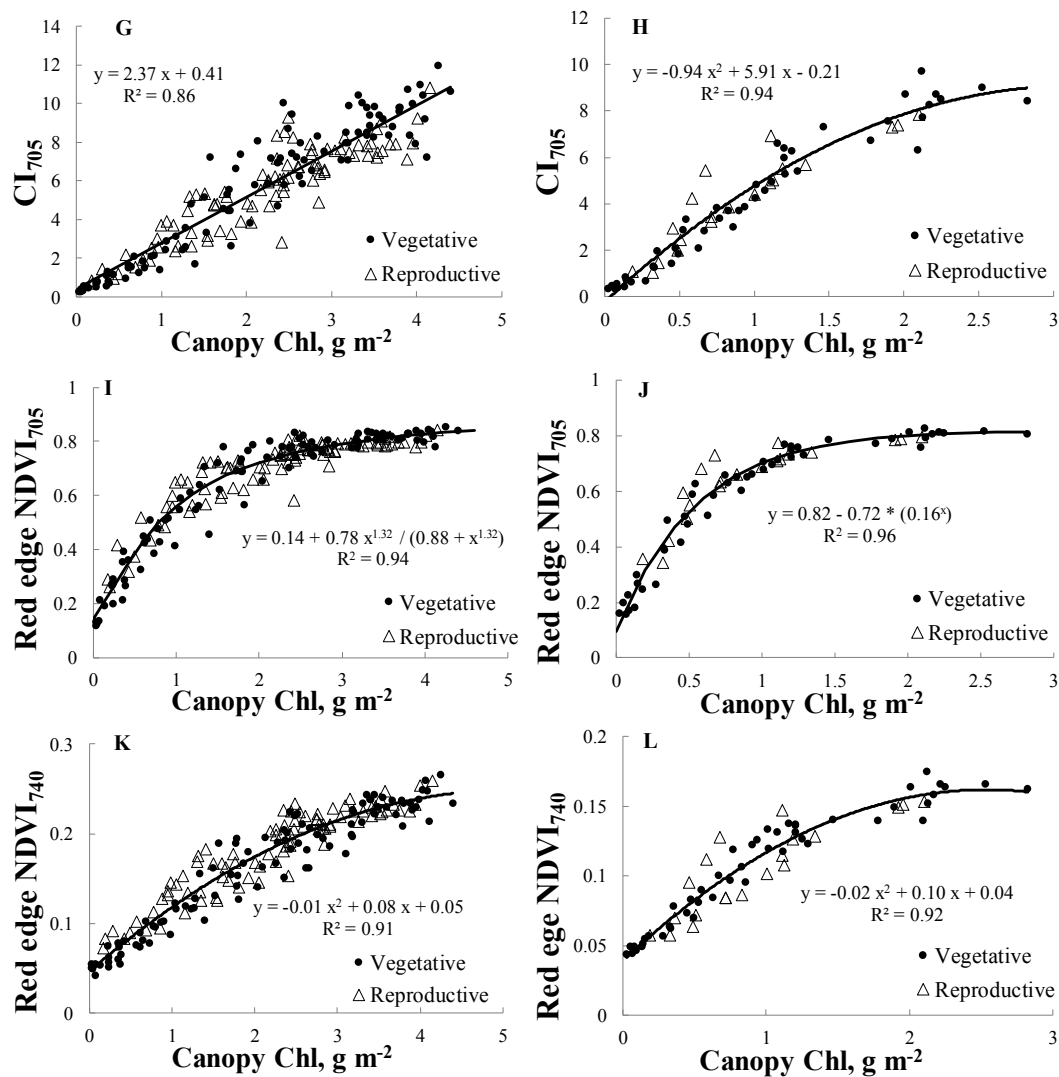 G
y = 2.37 x + 0.41
R² = 0.86
CI705
14
12
10
8
6
4
2
0
0 1 2 3 4 5
Vegetative
Reproductive
Canopy Chl, g m-2
H
y = -0.94 x² + 5.91 x - 0.21
R² = 0.94
CI705
12
10
8
6
4
2
0
0 0.5 1 1.5 2 2.5 3
Vegetative
Reproductive
Canopy Chl, g m-2
I
Red edge NDVI705
1
0.8
0.6
0.4
0.2
0
y = 0.14 + 0.78 x1.32 / (0.88 + x1.32)
R² = 0.94
Vegetative
Reproductive
0 1 2 3 4 5
Canopy Chl, g m-2
J
Red edge NDVI705
1
0.8
0.6
0.4
0.2
0
y = 0.82 - 0.72 * (0.16x)
R² = 0.96
Vegetative
Reproductive
0 0.5 1 1.5 2 2.5 3
Canopy Chl, g m-2
K
Red edge NDVI740
0.3
0.2
0.1
0
y = -0.01 x² + 0.08 x + 0.05
R² = 0.91
Vegetative
Reproductive
0 1 2 3 4 5
Canopy Chl, g m-2
L
Red ege NDVI740
0.2
0.15
0.1
0.05
0
y = -0.02 x² + 0.10 x + 0.04
R² = 0.92
Vegetative
Reproductive
0 1 2 3
Canopy Chl, g m-2